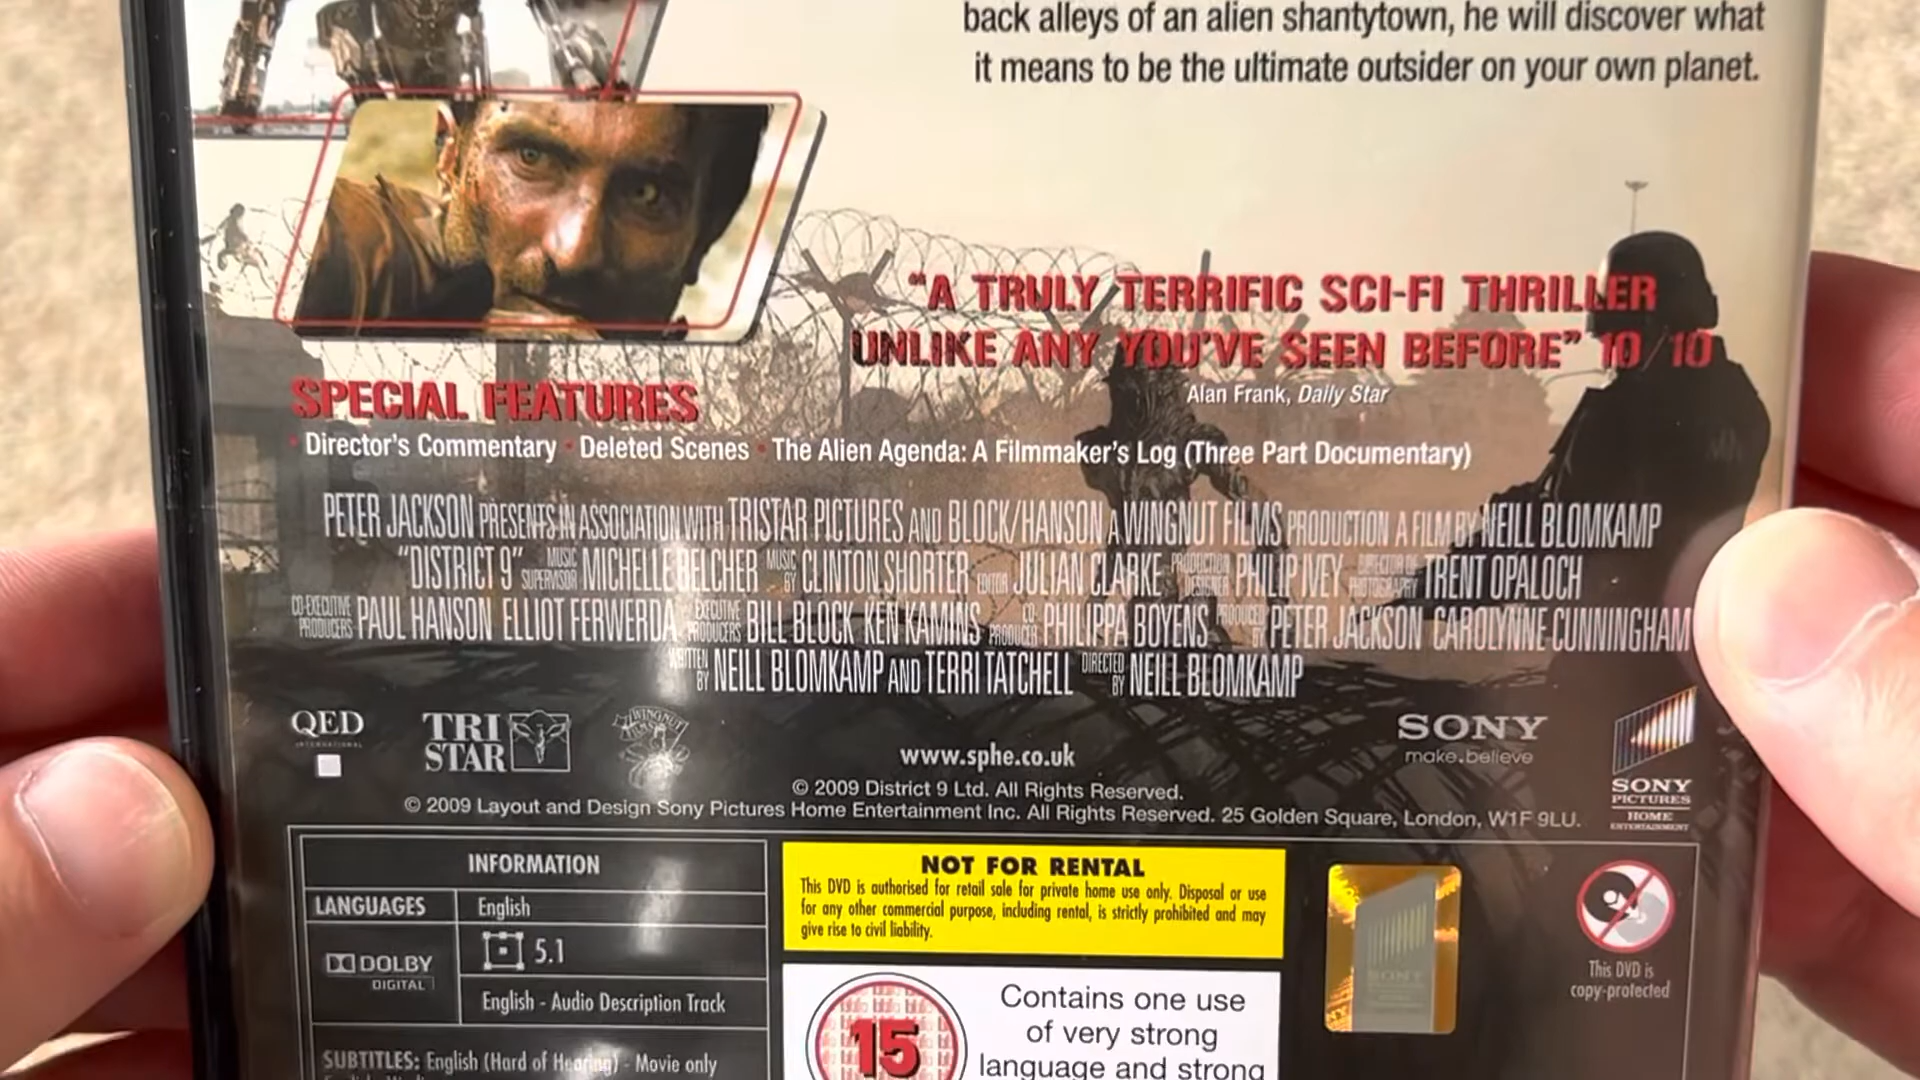 back alleys of an alien shantytown, he will discover what
it means to be the ultimate outsider on your own planet.
“A TRULY TERRIFIC SCI-FI THRILLER
UNLIKE ANY YOU’VE SEEN BEFORE” 10/10
Alan Frank, Daily Star
SPECIAL FEATURES
• Director’s Commentary • Deleted Scenes • The Alien Agenda: A Filmmaker’s Log (Three Part Documentary)
PETER JACKSON PRESENTS IN ASSOCIATION WITH TRISTAR PICTURES AND BLOCK/HANSON A WINGNUT FILMS PRODUCTION A FILM BY NEILL BLOMKAMP
“DISTRICT 9” MUSIC SUPERVISOR MICHELLE BELCHER MUSIC BY CLINTON SHORTER EDITOR JULIAN CLARKE PRODUCTION DESIGNER PHILIP IVEY DIRECTOR OF PHOTOGRAPHY TRENT OPALOCH
CO-EXECUTIVE PRODUCERS PAUL HANSON ELLIOT FERWERDA EXECUTIVE PRODUCERS BILL BLOCK KEN KAMINS CO-PRODUCER PHILIPPA BOYENS PRODUCED BY PETER JACKSON CAROLYNNE CUNNINGHAM
WRITTEN BY NEILL BLOMKAMP AND TERRI TATCHELL DIRECTED BY NEILL BLOMKAMP
QED
INTERNATIONAL
TRI
STAR
WINGNUT
FILMS
www.sphe.co.uk
SONY
make.believe
SONY
PICTURES
HOME
ENTERTAINMENT
© 2009 District 9 Ltd. All Rights Reserved.
© 2009 Layout and Design Sony Pictures Home Entertainment Inc. All Rights Reserved. 25 Golden Square, London, W1F 9LU.
INFORMATION
LANGUAGES
English
DOLBY
DIGITAL
5.1
English - Audio Description Track
SUBTITLES: English (Hard of Hearing) - Movie only
NOT FOR RENTAL
This DVD is authorised for retail sale for private home use only. Disposal or use
for any other commercial purpose, including rental, is strictly prohibited and may
give rise to civil liability.
15
Contains one use
of very strong
language and strong
SONY
This DVD is
copy-protected